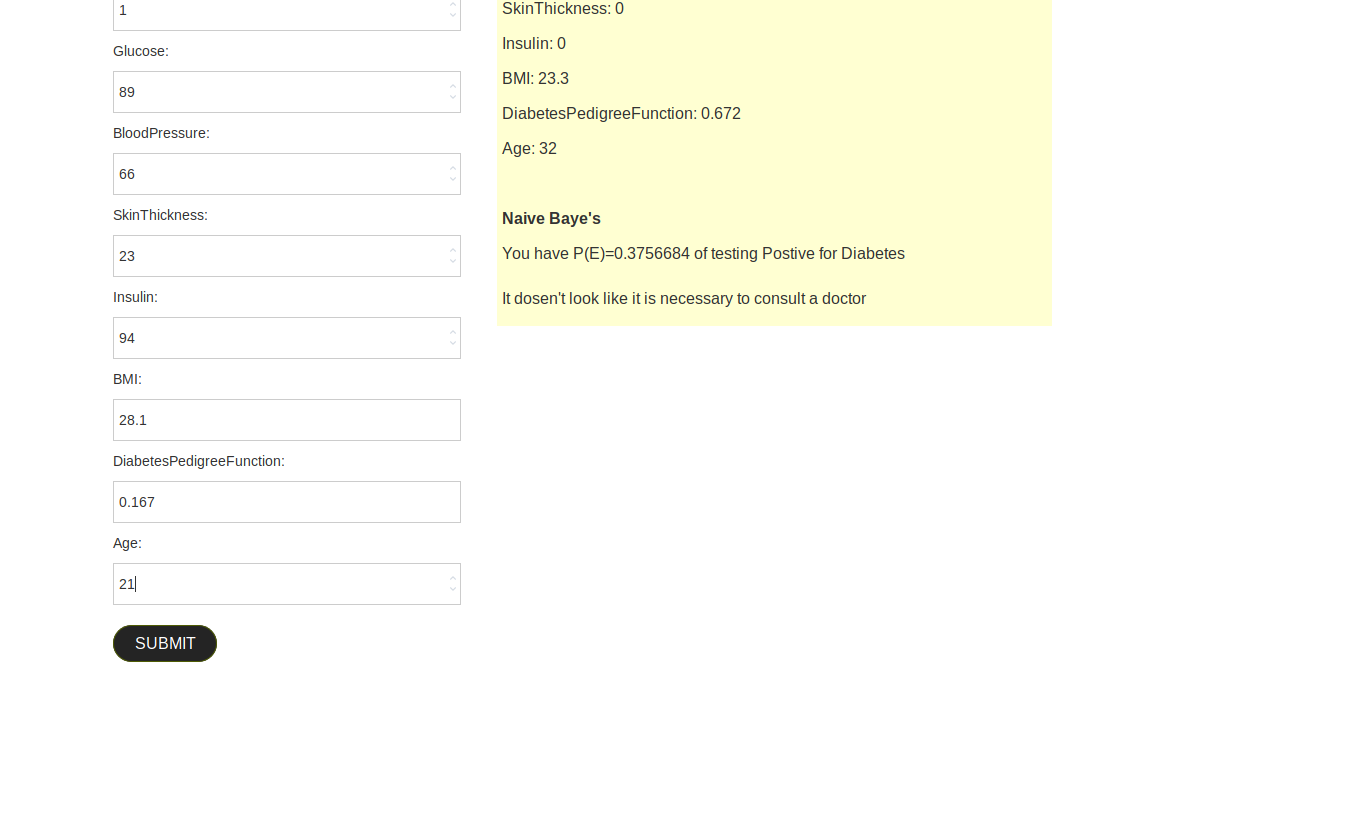 1
Glucose:
89
BloodPressure:
66
SkinThickness:
23
Insulin:
94
BMI:
28.1
DiabetesPedigreeFunction:
0.167
Age:
21
SUBMIT
SkinThickness: 0
Insulin: 0
BMI: 23.3
DiabetesPedigreeFunction: 0.672
Age: 32
Naive Baye's
You have P(E)=0.3756684 of testing Postive for Diabetes
It dosen't look like it is necessary to consult a doctor